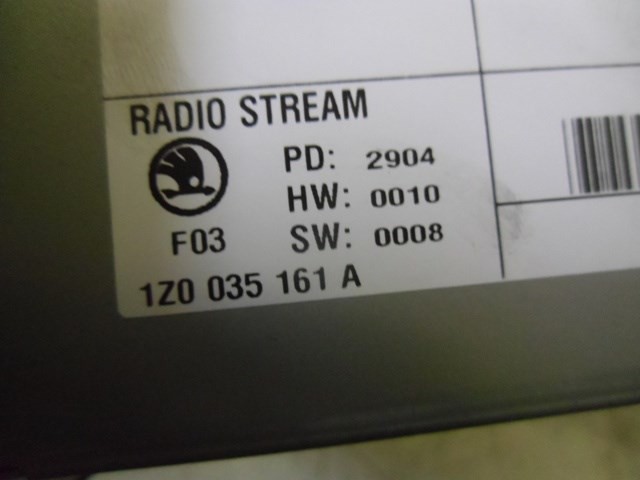 RADIO STREAM
PD: 2904
HW: 0010
F03 SW: 0008
1Z0 035 161 A